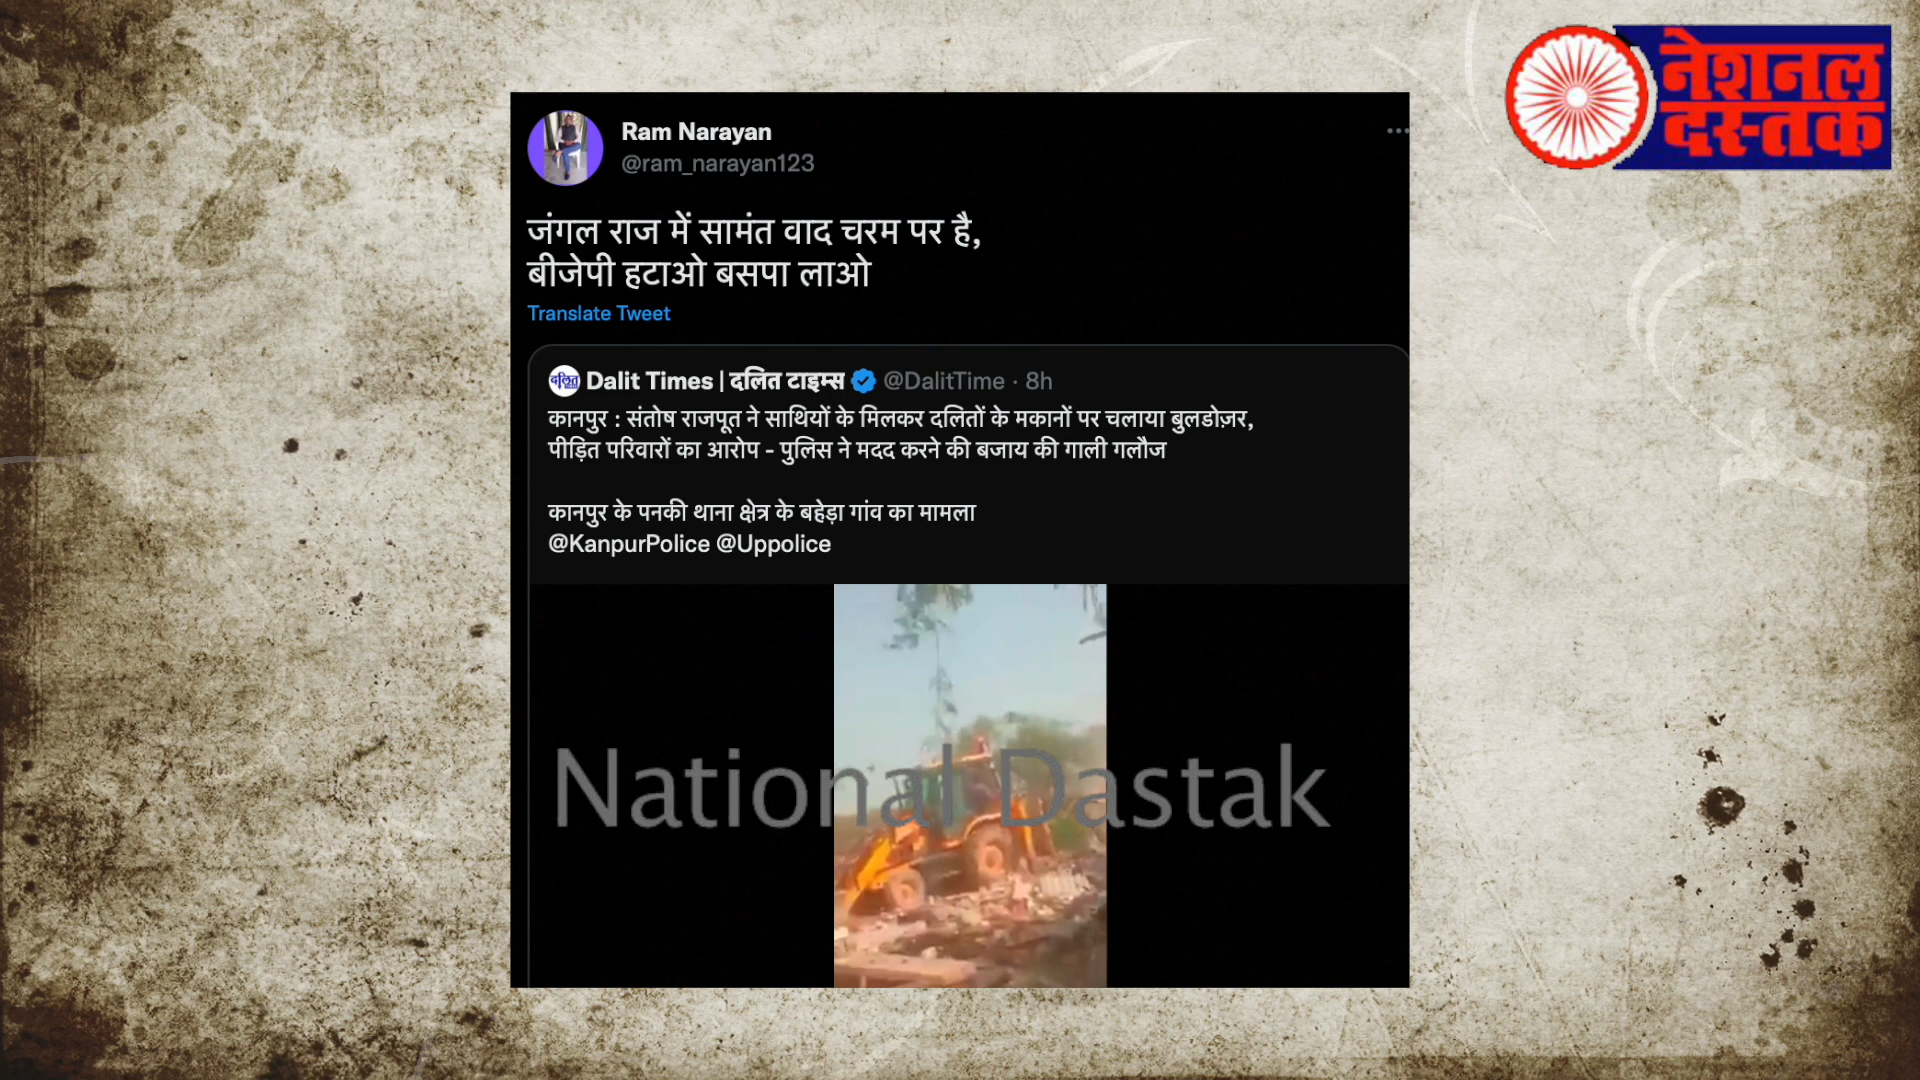 नेशनल
दस्तक
Ram Narayan
@ram_narayan123
जंगल राज में सामंत वाद चरम पर है,
बीजेपी हटाओ बसपा लाओ
Translate Tweet
दलित
Dalit Times | दलित टाइम्स @DalitTime · 8h
कानपुर : संतोष राजपूत ने साथियों के मिलकर दलितों के मकानों पर चलाया बुलडोज़र,
पीड़ित परिवारों का आरोप - पुलिस ने मदद करने की बजाय की गाली गलौज
कानपुर के पनकी थाना क्षेत्र के बहेड़ा गांव का मामला
@KanpurPolice @Uppolice
National Dastak